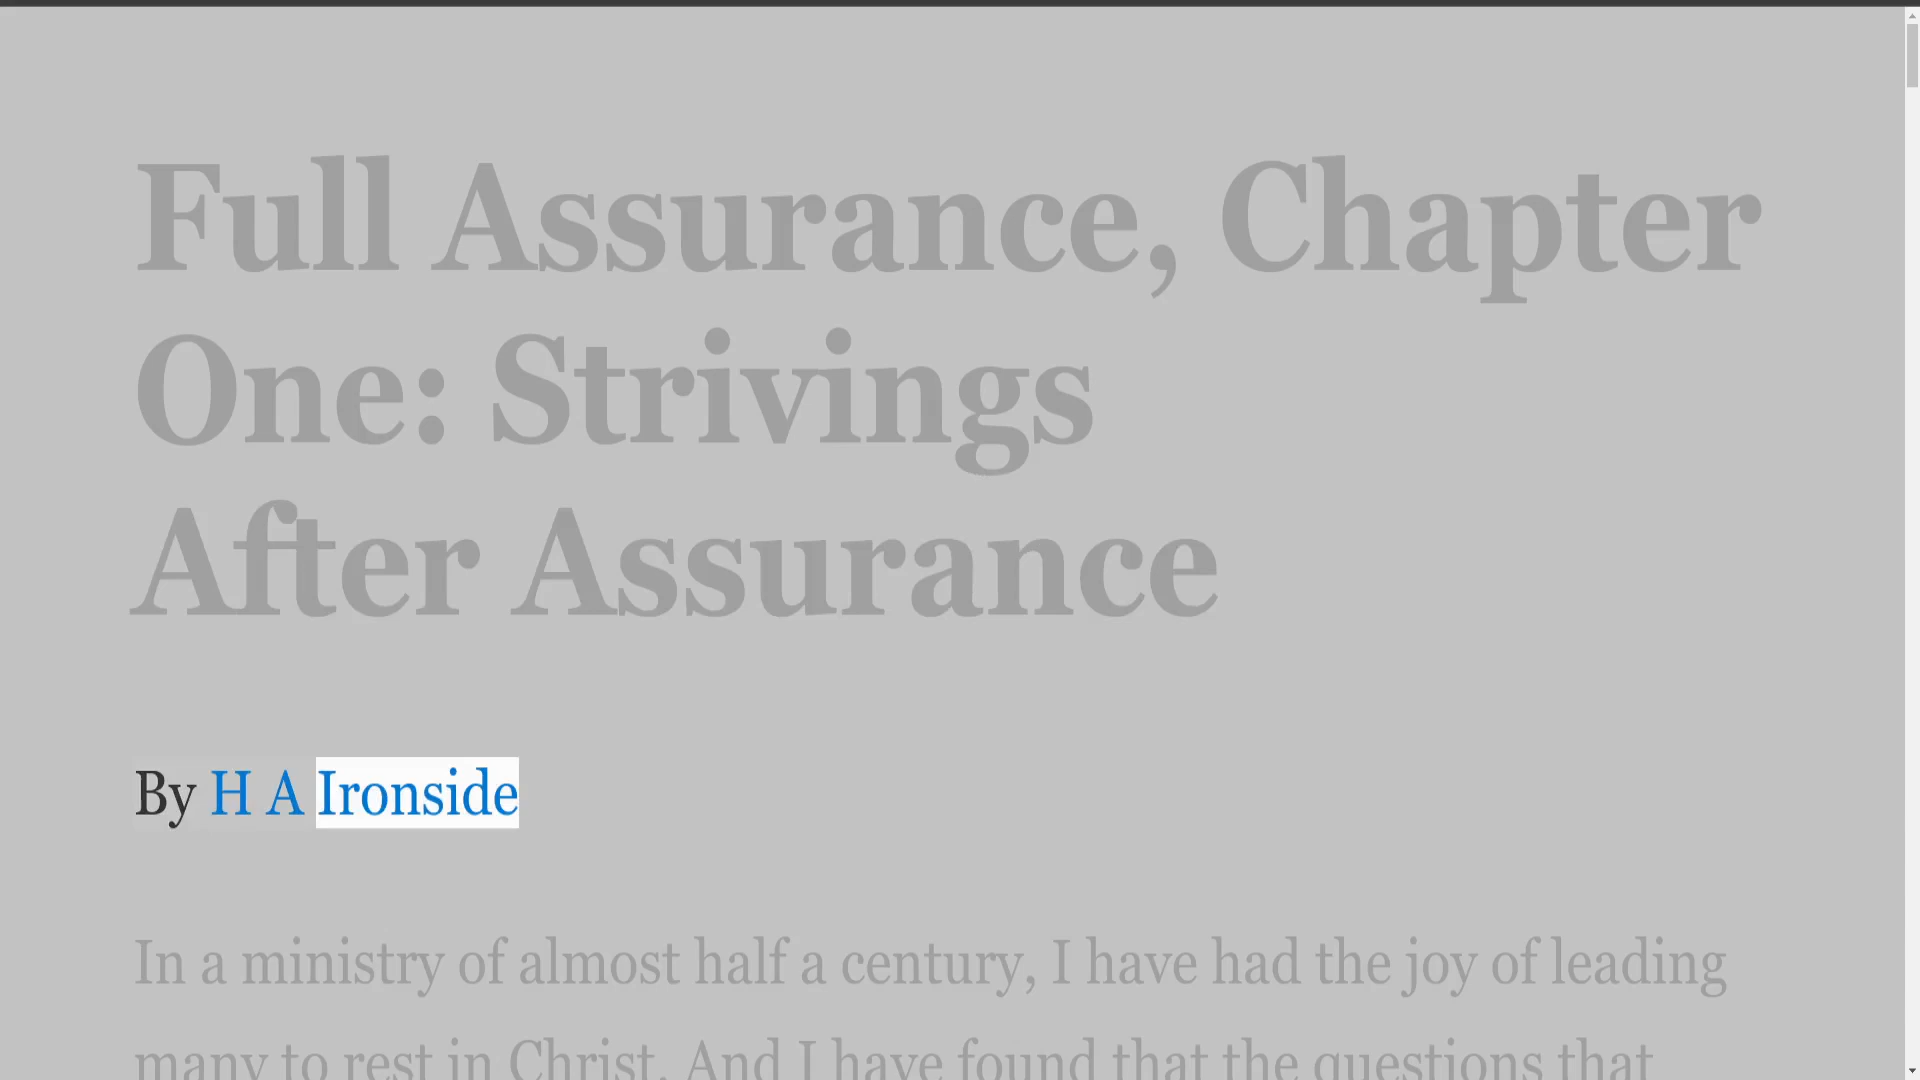 Full Assurance, Chapter
One: Strivings
After Assurance
By H A Ironside
In a ministry of almost half a century, I have had the joy of leading
many to rest in Christ. And I have found that the questions that